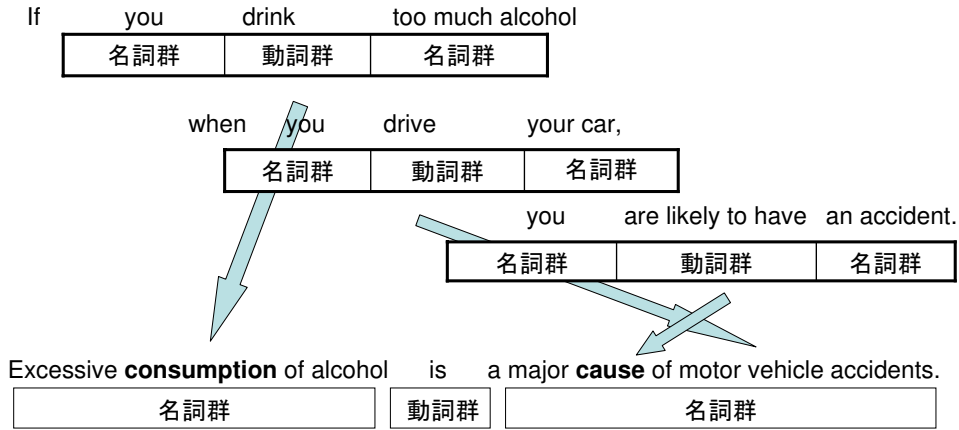 If you drink too much alcohol
名詞群 動詞群 名詞群
when you drive your car,
名詞群 動詞群 名詞群
you are likely to have an accident.
名詞群 動詞群 名詞群
Excessive consumption of alcohol is a major cause of motor vehicle accidents.
名詞群 動詞群 名詞群